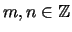 m, n ∈ ℤ